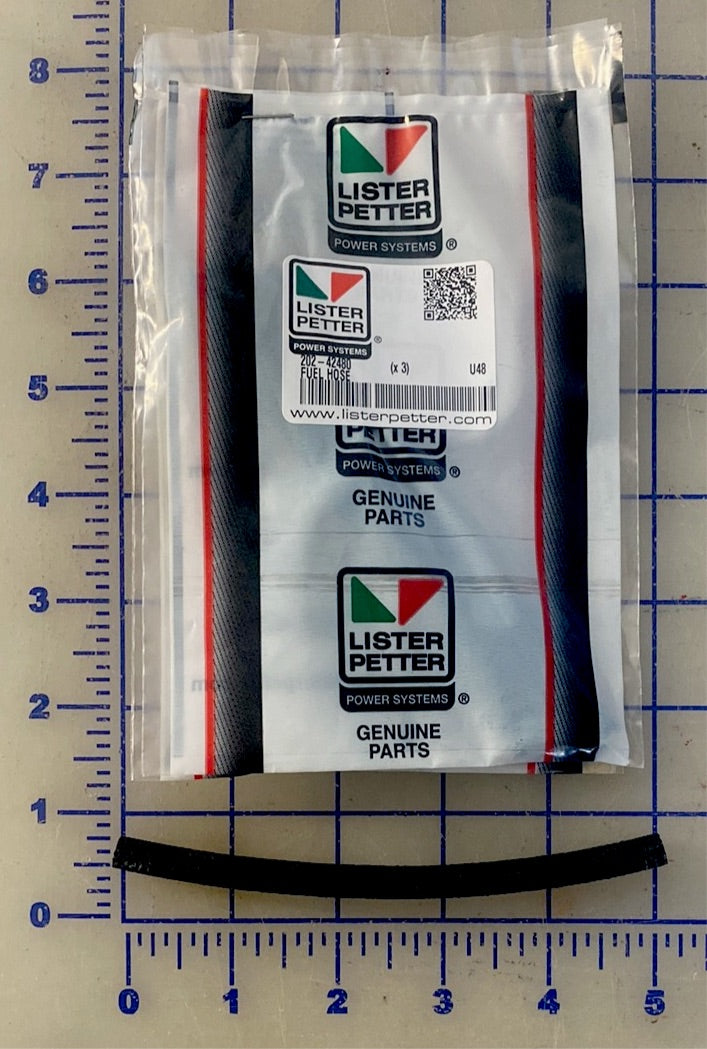 8
7
6
5
4
3
2
1
0
LISTER
PETTER
POWER SYSTEMS ®
LISTER
PETTER
POWER SYSTEMS ®
202-42480 (x 3) U48
FUEL HOSE
www.listerpetter.com
PETTER
POWER SYSTEMS ®
GENUINE
PARTS
LISTER
PETTER
POWER SYSTEMS ®
GENUINE
PARTS
0 1 2 3 4 5